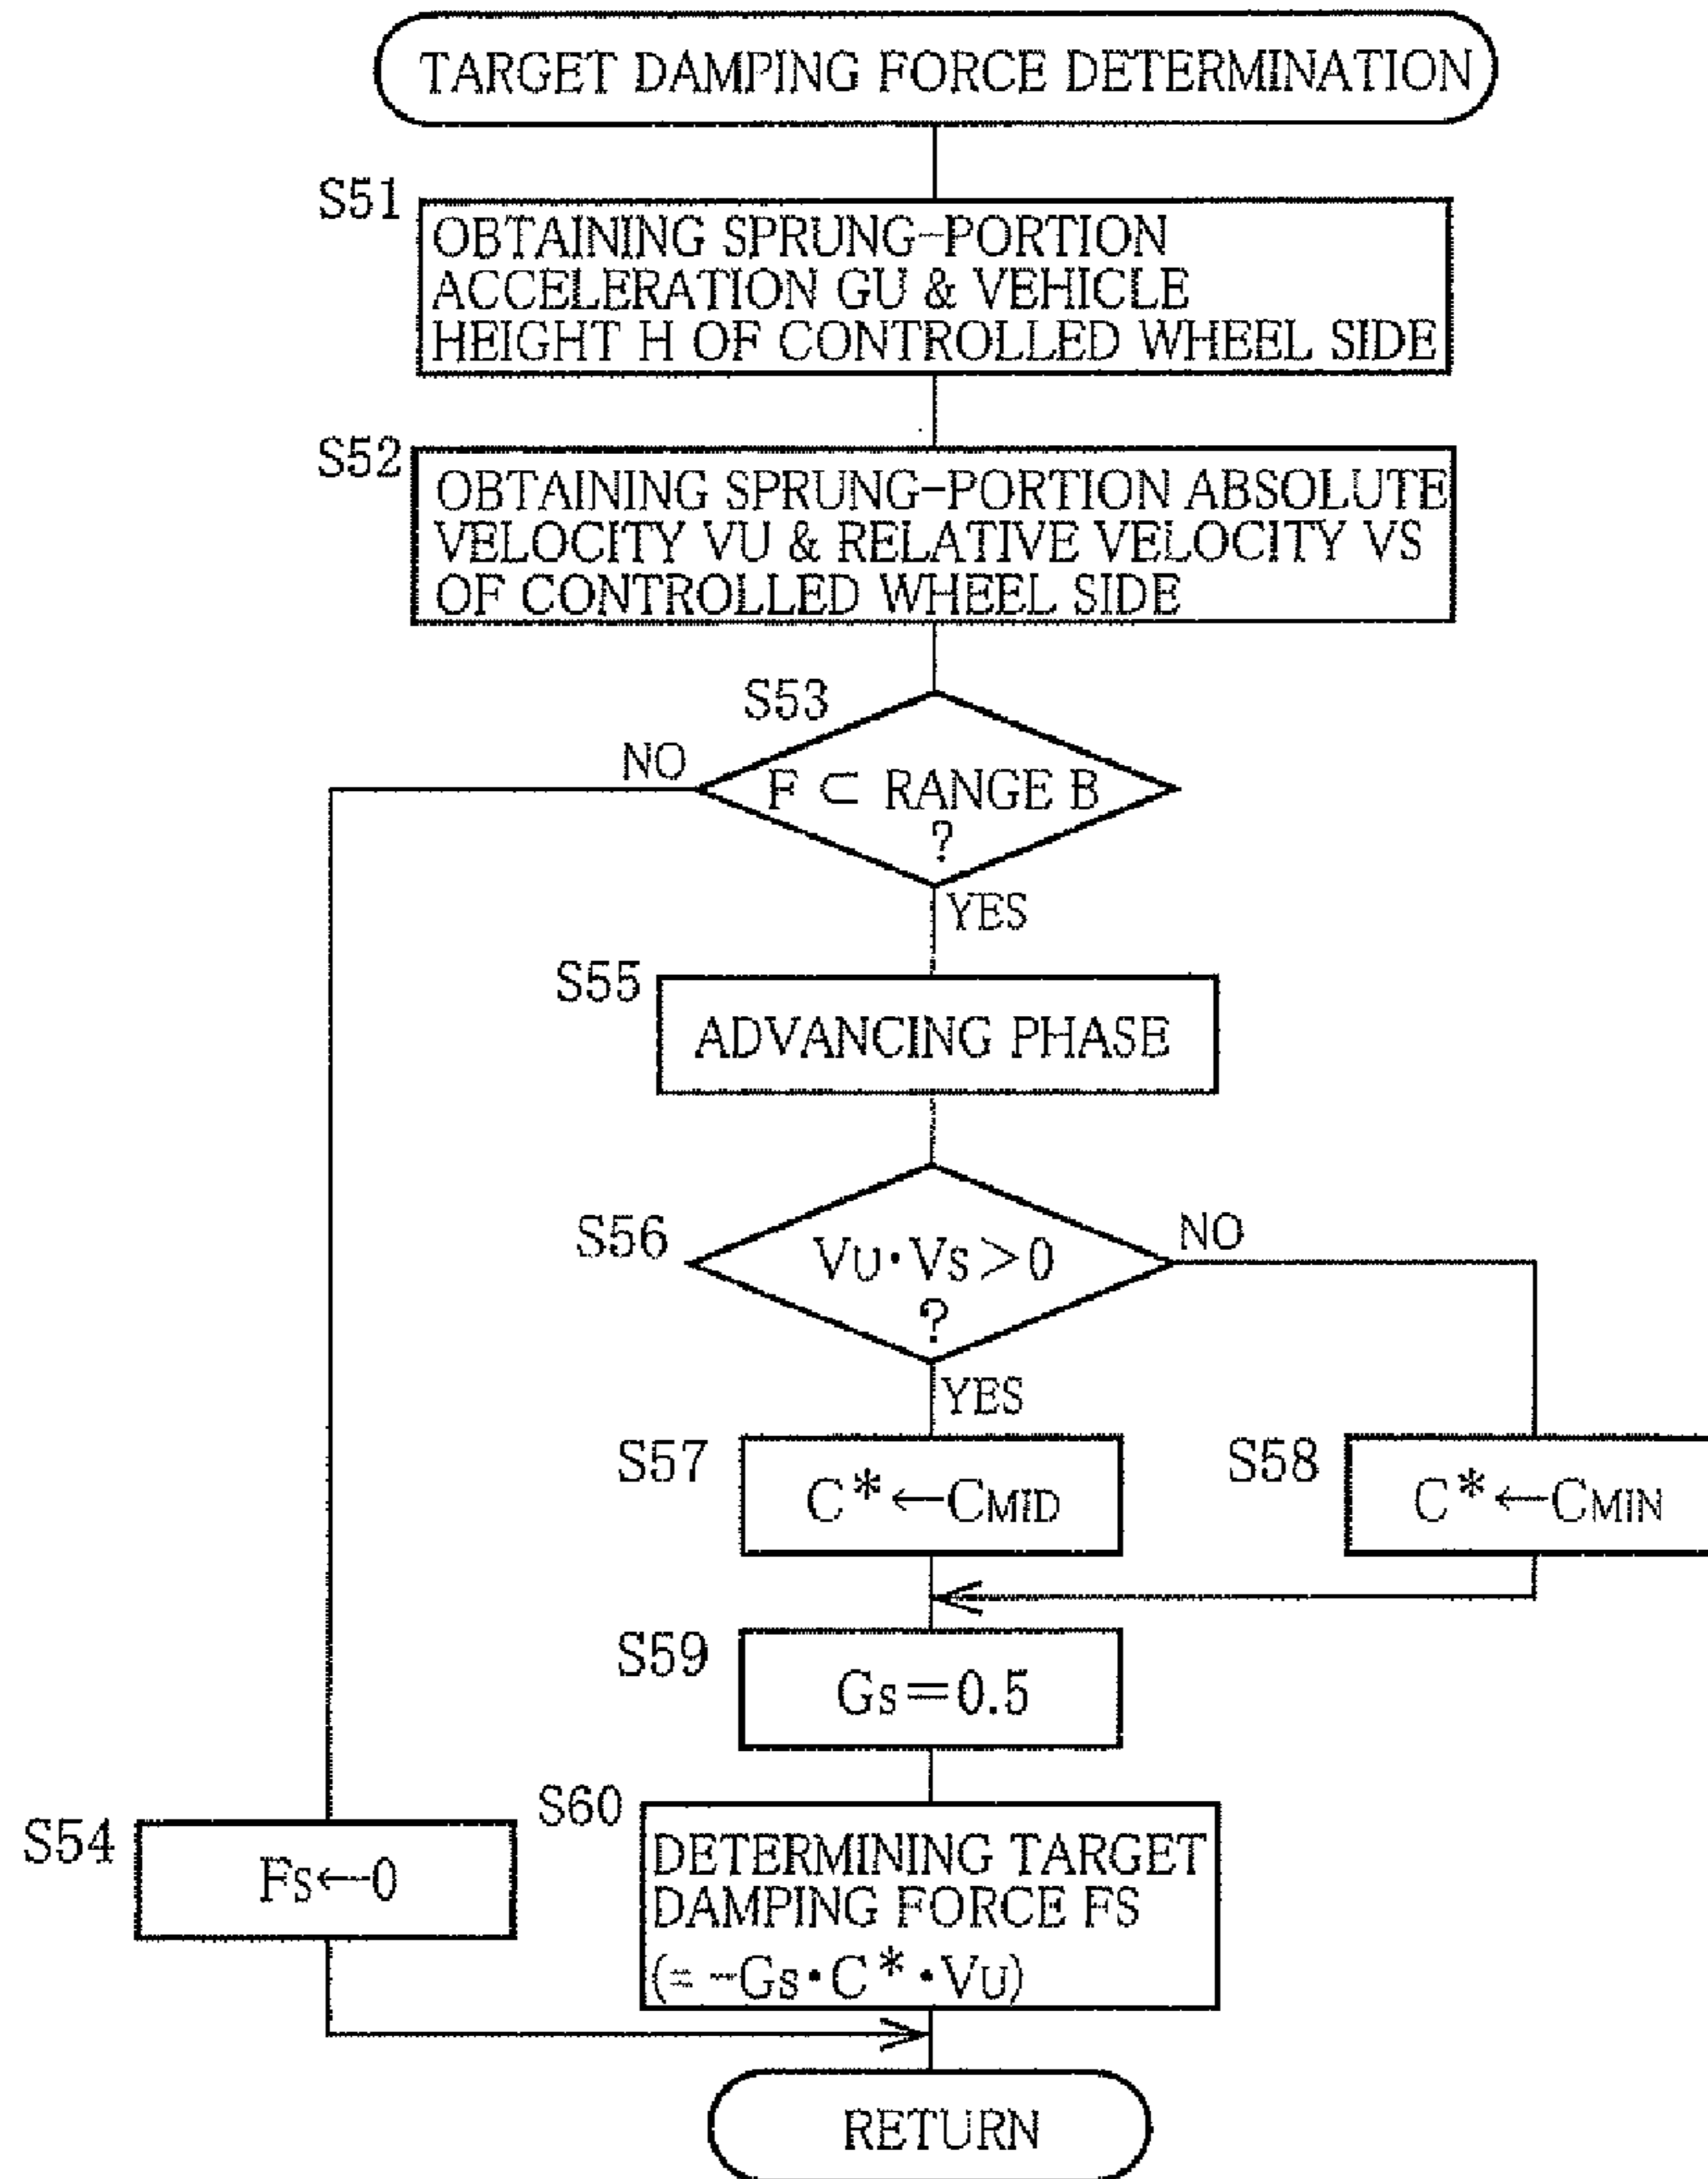 TARGET DAMPING FORCE DETERMINATION
S51
OBTAINING SPRUNG-PORTION
ACCELERATION GU & VEHICLE
HEIGHT H OF CONTROLLED WHEEL SIDE
S52
OBTAINING SPRUNG-PORTION ABSOLUTE
VELOCITY VU & RELATIVE VELOCITY VS
OF CONTROLLED WHEEL SIDE
S53
NO
F ⊂ RANGE B
?
YES
S55
ADVANCING PHASE
S56
VU·VS>0
?
NO
YES
S57
C*←CMID
S58
C*←CMIN
S59
GS=0.5
S54
FS←0
S60
DETERMINING TARGET
DAMPING FORCE FS
(= -GS·C*·VU)
RETURN